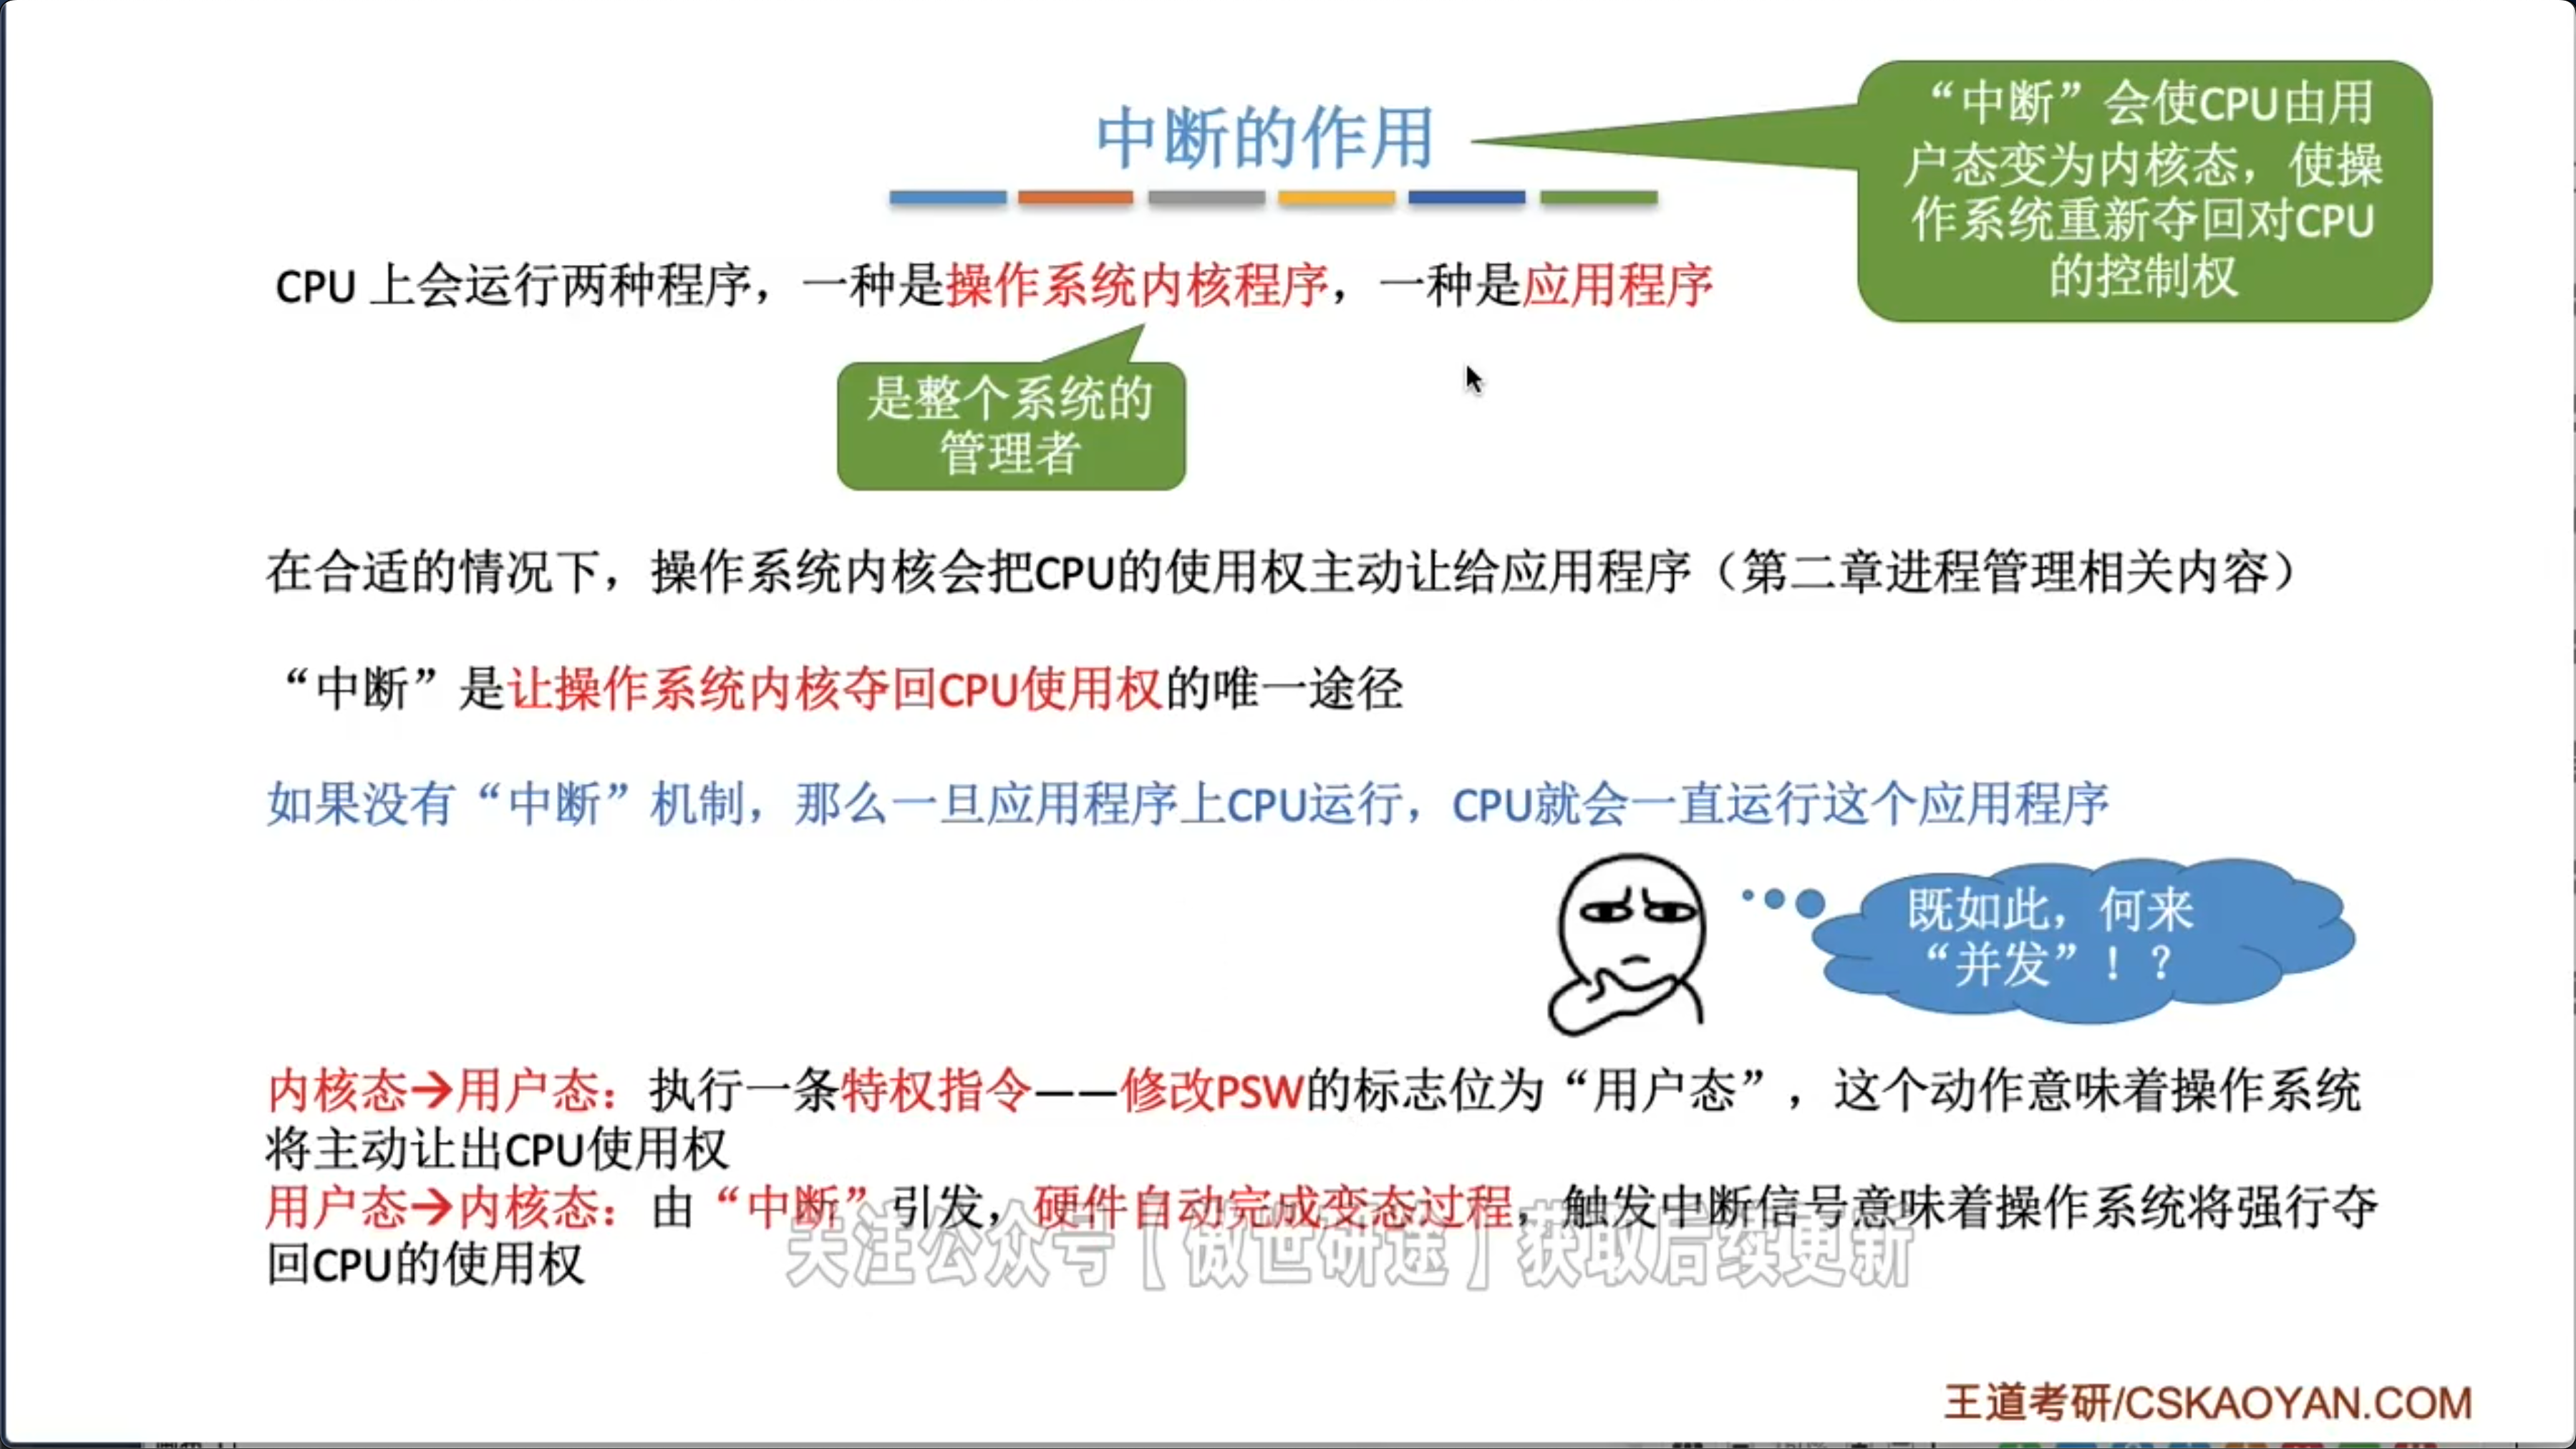 中断的作用
“中断”会使CPU由用
户态变为内核态，使操
作系统重新夺回对CPU
的控制权
CPU 上会运行两种程序，一种是操作系统内核程序，一种是应用程序
是整个系统的
管理者
在合适的情况下，操作系统内核会把CPU的使用权主动让给应用程序（第二章进程管理相关内容）
“中断”是让操作系统内核夺回CPU使用权的唯一途径
如果没有“中断”机制，那么一旦应用程序上CPU运行，CPU就会一直运行这个应用程序
既如此，何来
“并发”！？
内核态→用户态：执行一条特权指令——修改PSW的标志位为“用户态”，这个动作意味着操作系统
将主动让出CPU使用权
用户态→内核态：由“中断”引发，硬件自动完成变态过程，触发中断信号意味着操作系统将强行夺
回CPU的使用权
关注公众号【傲世研途】获取后续更新
王道考研/CSKAOYAN.COM